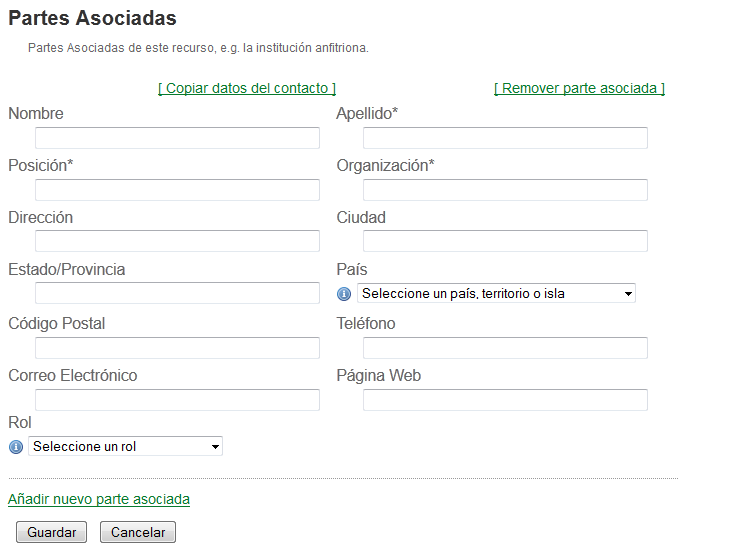 Partes Asociadas
Partes Asociadas de este recurso, e.g. la institución anfitriona.
[ Copiar datos del contacto ] [ Remover parte asociada ]
Nombre Apellido*
Posición* Organización*
Dirección Ciudad
Estado/Provincia País
Seleccione un país, territorio o isla
Código Postal Teléfono
Correo Electrónico Página Web
Rol
Seleccione un rol
Añadir nuevo parte asociada
Guardar Cancelar